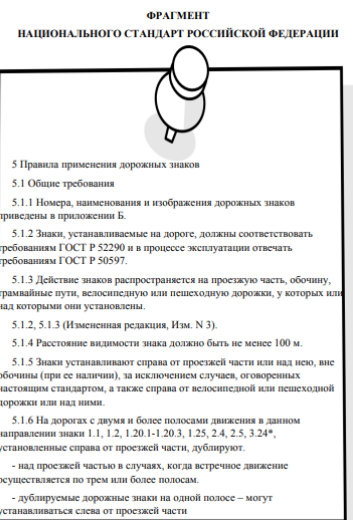 ФРАГМЕНТ
НАЦИОНАЛЬНОГО СТАНДАРТ РОССИЙСКОЙ ФЕДЕРАЦИИ
5 Правила применения дорожных знаков
5.1 Общие требования
5.1.1 Номера, наименования и изображения дорожных знаков
приведены в приложении Б.
5.1.2 Знаки, устанавливаемые на дороге, должны соответствовать
требованиям ГОСТ Р 52290 и в процессе эксплуатации отвечать
требованиям ГОСТ Р 50597.
5.1.3 Действие знаков распространяется на проезжую часть, обочину,
трамвайные пути, велосипедную или пешеходную дорожки, у которых или
над которыми они установлены.
5.1.2, 5.1.3 (Измененная редакция, Изм. N 3).
5.1.4 Расстояние видимости знака должно быть не менее 100 м.
5.1.5 Знаки устанавливают справа от проезжей части или над нею, вне
обочины (при ее наличии), за исключением случаев, оговоренных
настоящим стандартом, а также справа от велосипедной или пешеходной
дорожки или над ними.
5.1.6 На дорогах с двумя и более полосами движения в данном
направлении знаки 1.1, 1.2, 1.20.1-1.20.3, 1.25, 2.4, 2.5, 3.24*,
установленные справа от проезжей части, дублируют.
- над проезжей частью в случаях, когда встречное движение
осуществляется по трем или более полосам.
- дублируемые дорожные знаки на одной полосе – могут
устанавливаться слева от проезжей части